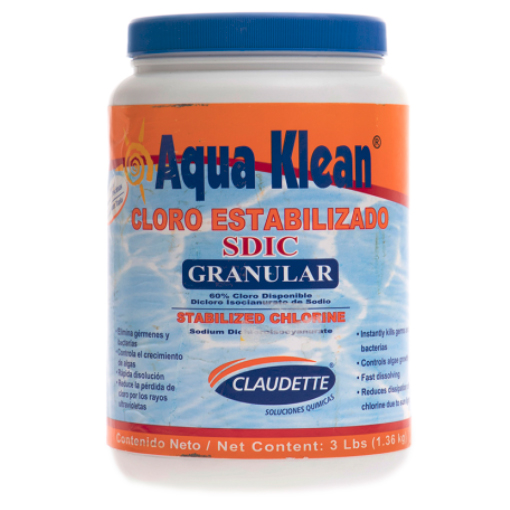 Aqua Klean®
CLORO ESTABILIZADO
SDIC
GRANULAR
60% Cloro Disponible
Dicloro Isocianurato de Sodio
STABILIZED CHLORINE
Sodium
• Elimina gérmenes y
bacterias
• Controla el crecimiento
de algas
• Rápida disolución
• Reduce la pérdida de
cloro por los rayos
• Instantly kills
bacterias
• Controls algae
• Fast dissolving
• Reduces
chlorine due to
CLAUDETTE
SOLUCIONES QUIMICAS
Contenido Neto / Net Content: 3 Lbs (1.36 kg